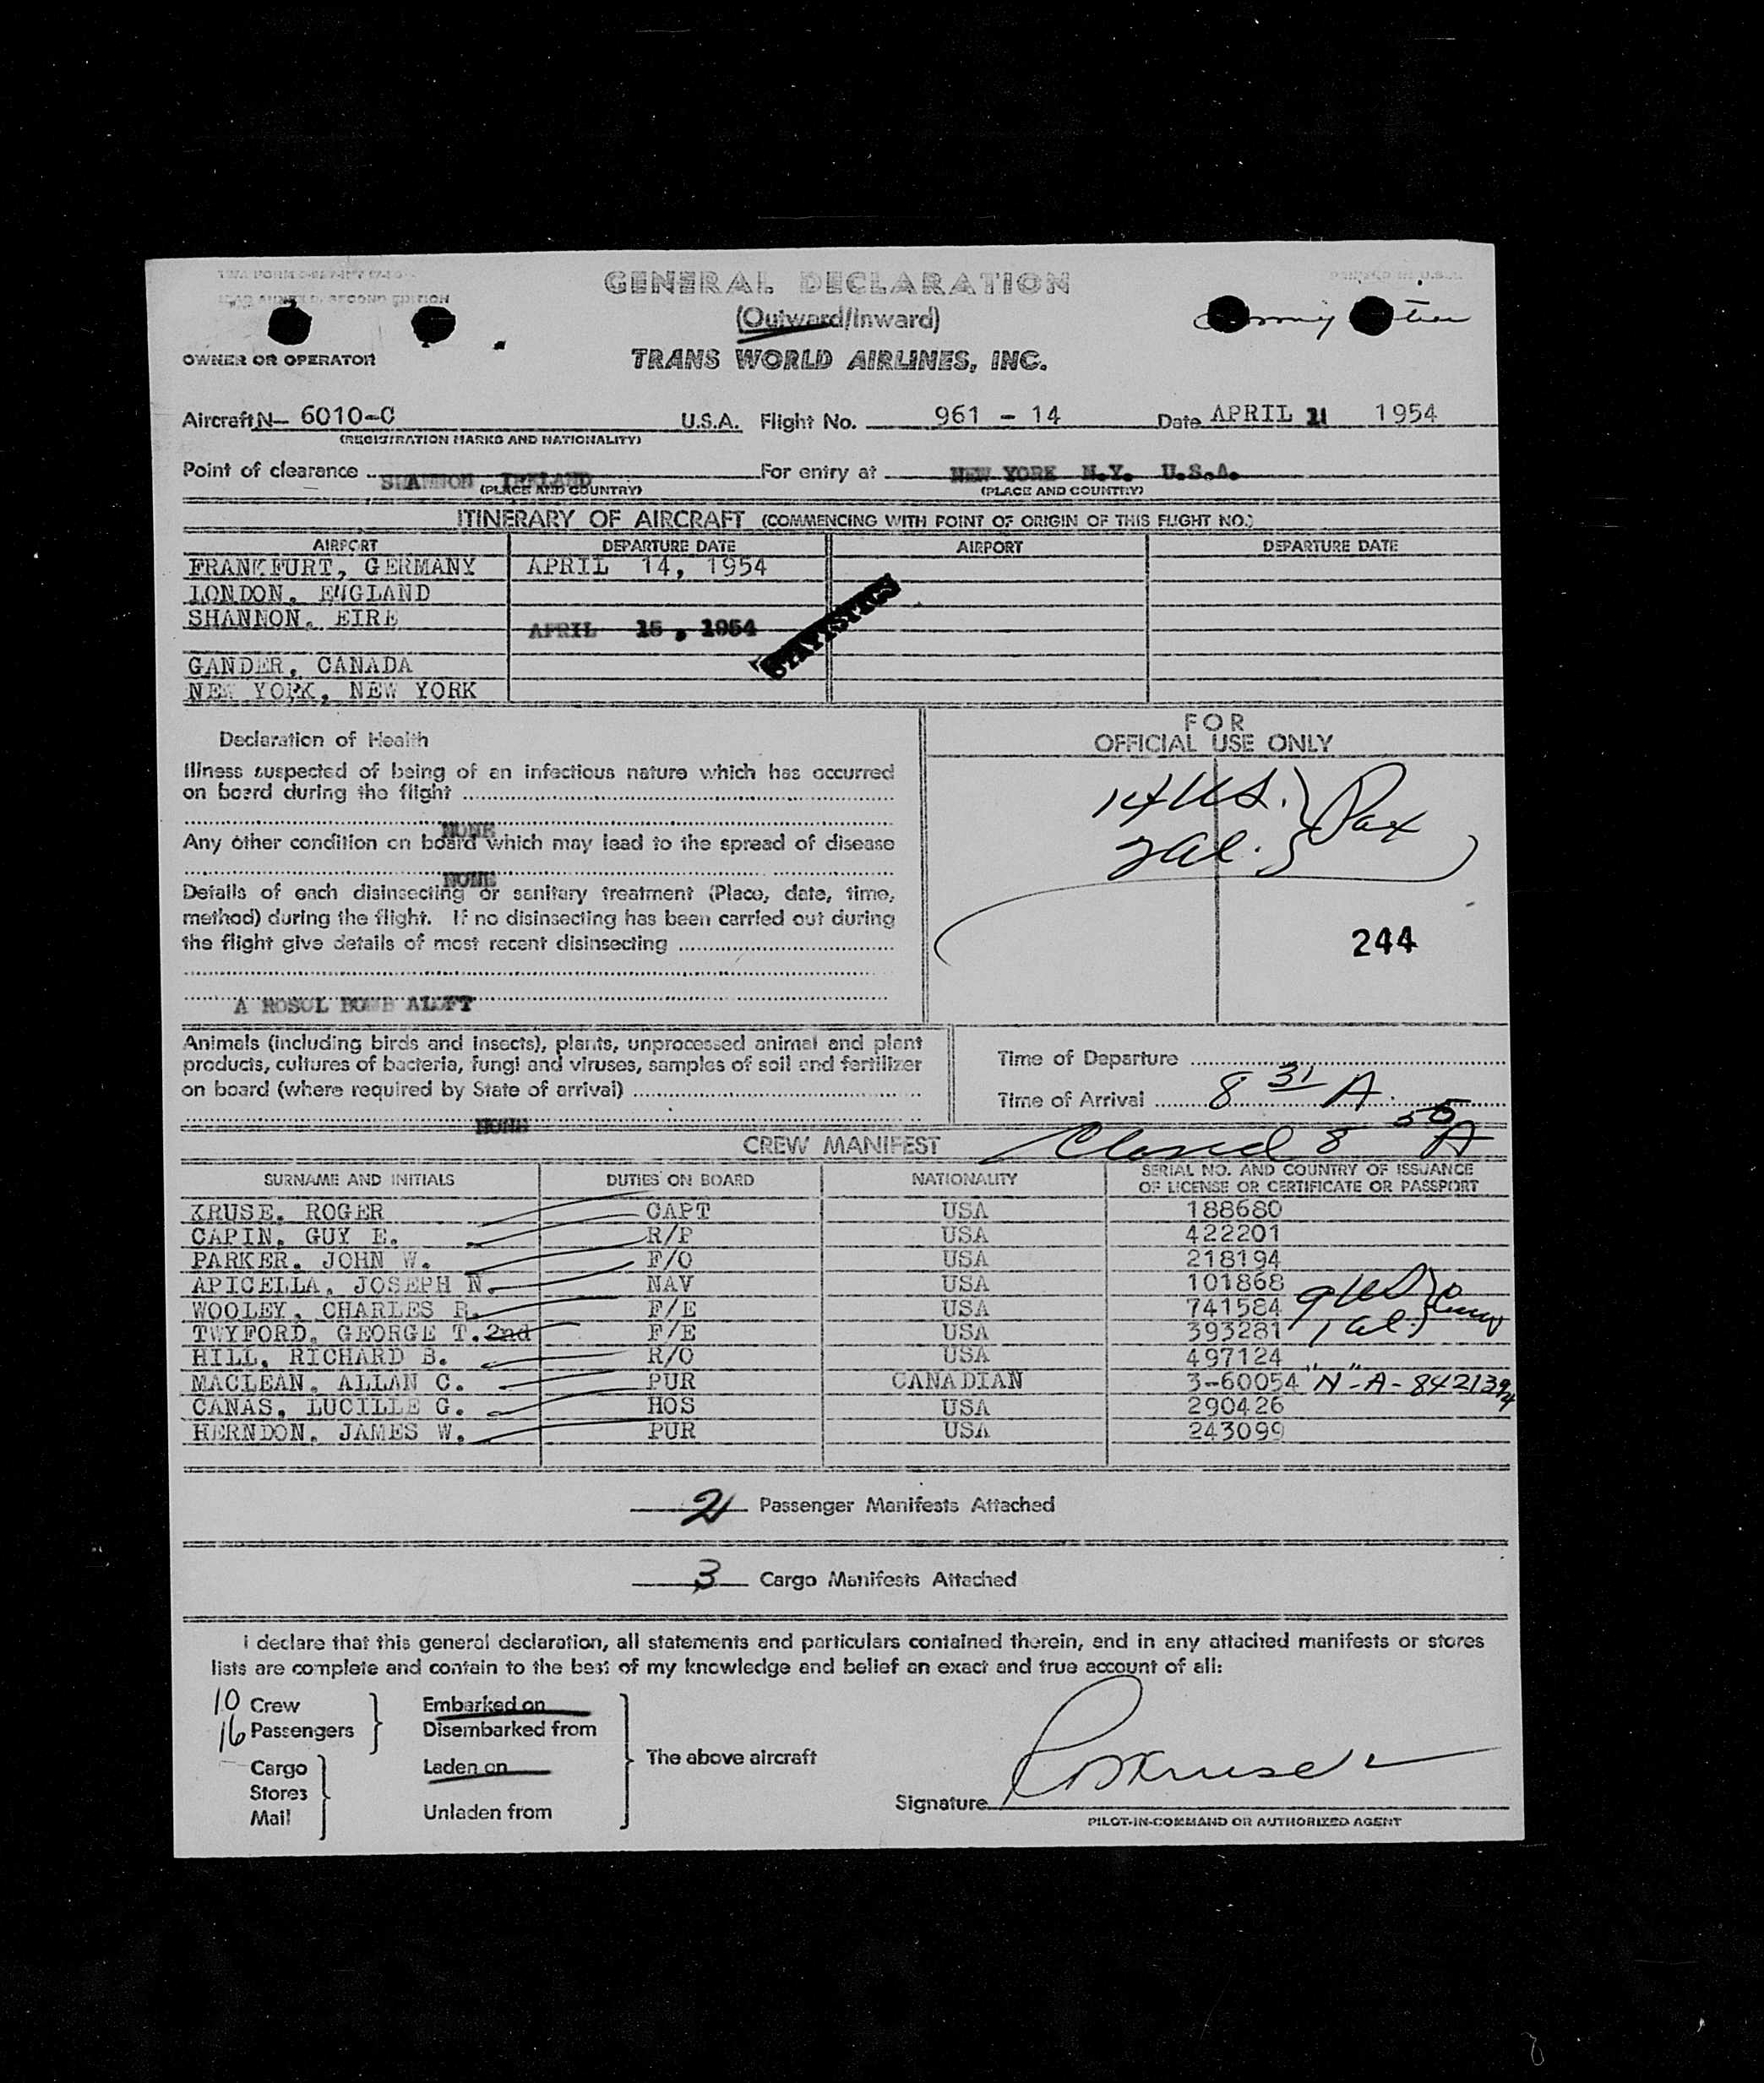 GENERAL DECLARATION
(Outward/Inward)
OWNER OR OPERATOR TRANS WORLD AIRLINES, INC.
Aircraft N- 6010-C U.S.A. Flight No. 961 - 14 Date APRIL 1954
(REGISTRATION MARKS AND NATIONALITY)
Point of clearance SHANNON IRELAND For entry at NEW YORK N.Y. U.S.A.
(PLACE AND COUNTRY) (PLACE AND COUNTRY)
ITINERARY OF AIRCRAFT (COMMENCING WITH POINT OF ORIGIN OF THIS FLIGHT NO.)
AIRPORT DEPARTURE DATE AIRPORT DEPARTURE DATE
FRANKFURT, GERMANY APRIL 14, 1954
LONDON, ENGLAND
SHANNON, EIRE APRIL 15, 1954
STATISTICS
GANDER, CANADA
NEW YORK, NEW YORK
Declaration of Health
Illness suspected of being of an infectious nature which has occurred
on board during the flight
NONE
Any other condition on board which may lead to the spread of disease
NONE
Details of each disinsecting or sanitary treatment (Place, date, time,
method) during the flight. If no disinsecting has been carried out during
the flight give details of most recent disinsecting
A ROSOL BOMB ALOFT
FOR
OFFICIAL USE ONLY
14 US. } Pax
2 al. }
244
Animals (including birds and insects), plants, unprocessed animal and plant
products, cultures of bacteria, fungi and viruses, samples of soil and fertilizer
on board (where required by State of arrival)
NONE
Time of Departure
Time of Arrival 8 31 A.
Closed 8 55 A
CREW MANIFEST
SURNAME AND INITIALS DUTIES ON BOARD NATIONALITY SERIAL NO. AND COUNTRY OF ISSUANCE
OF LICENSE OR CERTIFICATE OR PASSPORT
KRUSE, ROGER CAPT USA 188680
CAPIN, GUY E. R/P USA 422201
PARKER, JOHN W. F/O USA 218194
APICELLA, JOSEPH N. NAV USA 101868
WOOLEY, CHARLES R. F/E USA 741584 9 US }
TWYFORD, GEORGE T. 2nd F/E USA 393281 1 al. }
HILL, RICHARD B. R/O USA 497124
MACLEAN, ALLAN C. PUR CANADIAN 3-60054 "N"-A-8421394
CANAS, LUCILLE G. HOS USA 290426
HERNDON, JAMES W. PUR USA 243099
2 Passenger Manifests Attached
3 Cargo Manifests Attached
I declare that this general declaration, all statements and particulars contained therein, and in any attached manifests or stores
lists are complete and contain to the best of my knowledge and belief an exact and true account of all:
10 Crew
16 Passengers
Embarked on
Disembarked from
Cargo
Stores
Mail
Laden on
Unladen from
The above aircraft
Signature
PILOT-IN-COMMAND OR AUTHORIZED AGENT